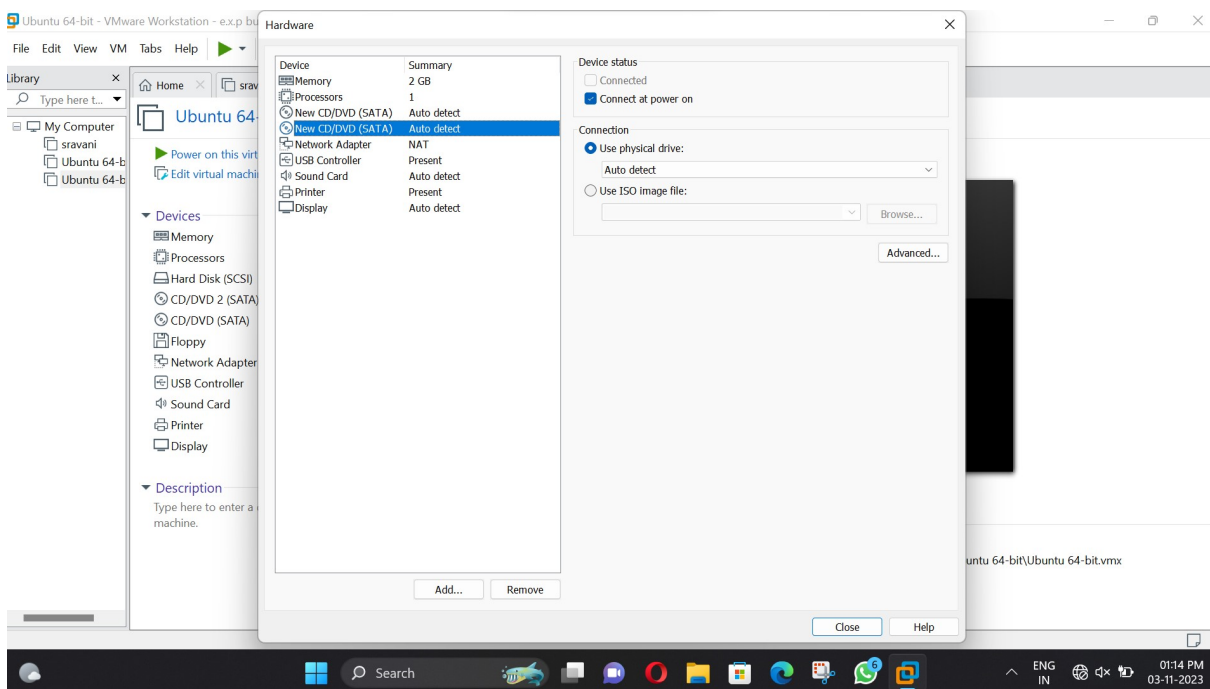 Ubuntu 64-bit - VMware Workstation - e.x.p bu
File Edit View VM Tabs Help
Library
Type here t...
My Computer
sravani
Ubuntu 64-b
Ubuntu 64-b
Home
srav
Ubuntu 64-
Power on this virt
Edit virtual machi
Devices
Memory
Processors
Hard Disk (SCSI)
CD/DVD 2 (SATA)
CD/DVD (SATA)
Floppy
Network Adapter
USB Controller
Sound Card
Printer
Display
Description
Type here to enter a
machine.
Hardware
Device Summary
Memory 2 GB
Processors 1
New CD/DVD (SATA) Auto detect
New CD/DVD (SATA) Auto detect
Network Adapter NAT
USB Controller Present
Sound Card Auto detect
Printer Present
Display Auto detect
Add... Remove
Device status
Connected
Connect at power on
Connection
Use physical drive:
Auto detect
Use ISO image file:
Browse...
Advanced...
Close Help
untu 64-bit\Ubuntu 64-bit.vmx
Search
6
ENG
IN
01:14 PM
03-11-2023